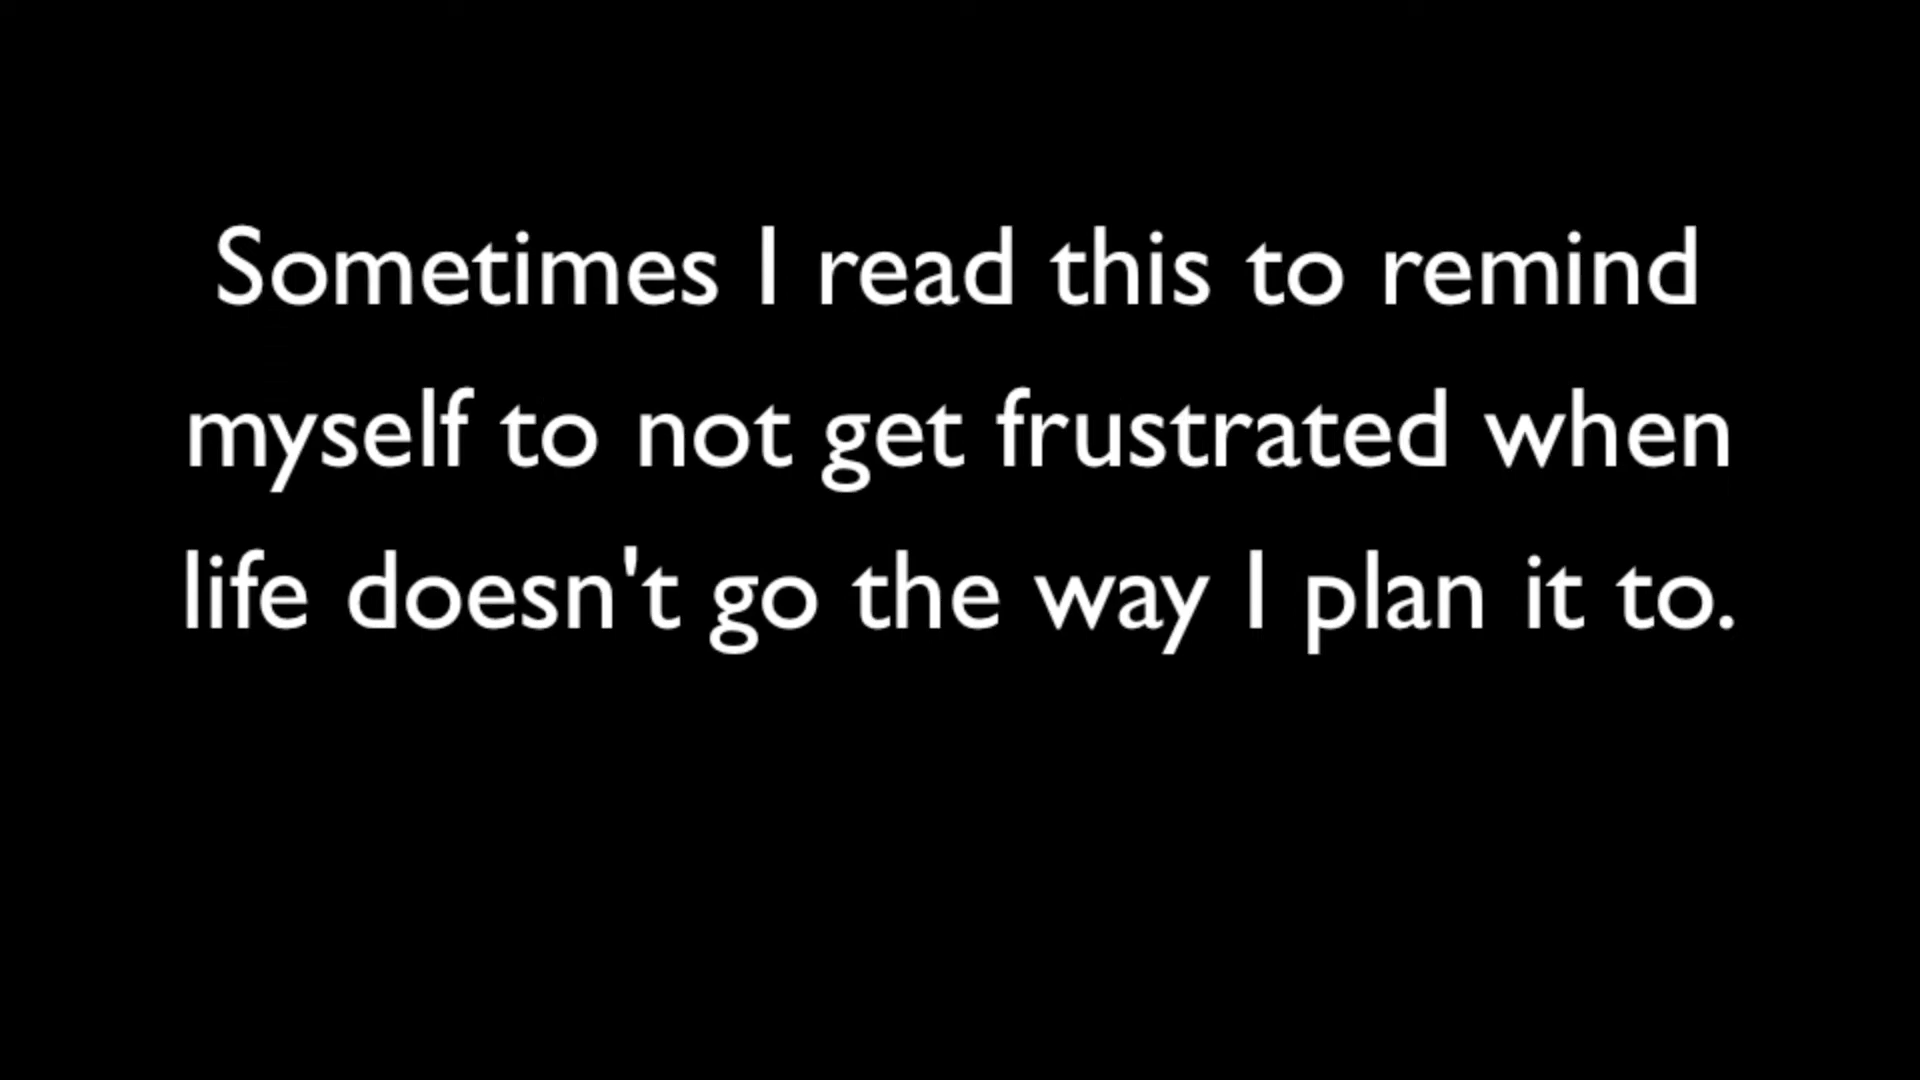 Sometimes I read this to remind
myself to not get frustrated when
life doesn't go the way I plan it to.